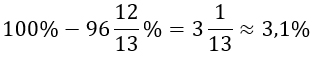 100% − 96 12/13 % = 3 1/13 ≈ 3,1%